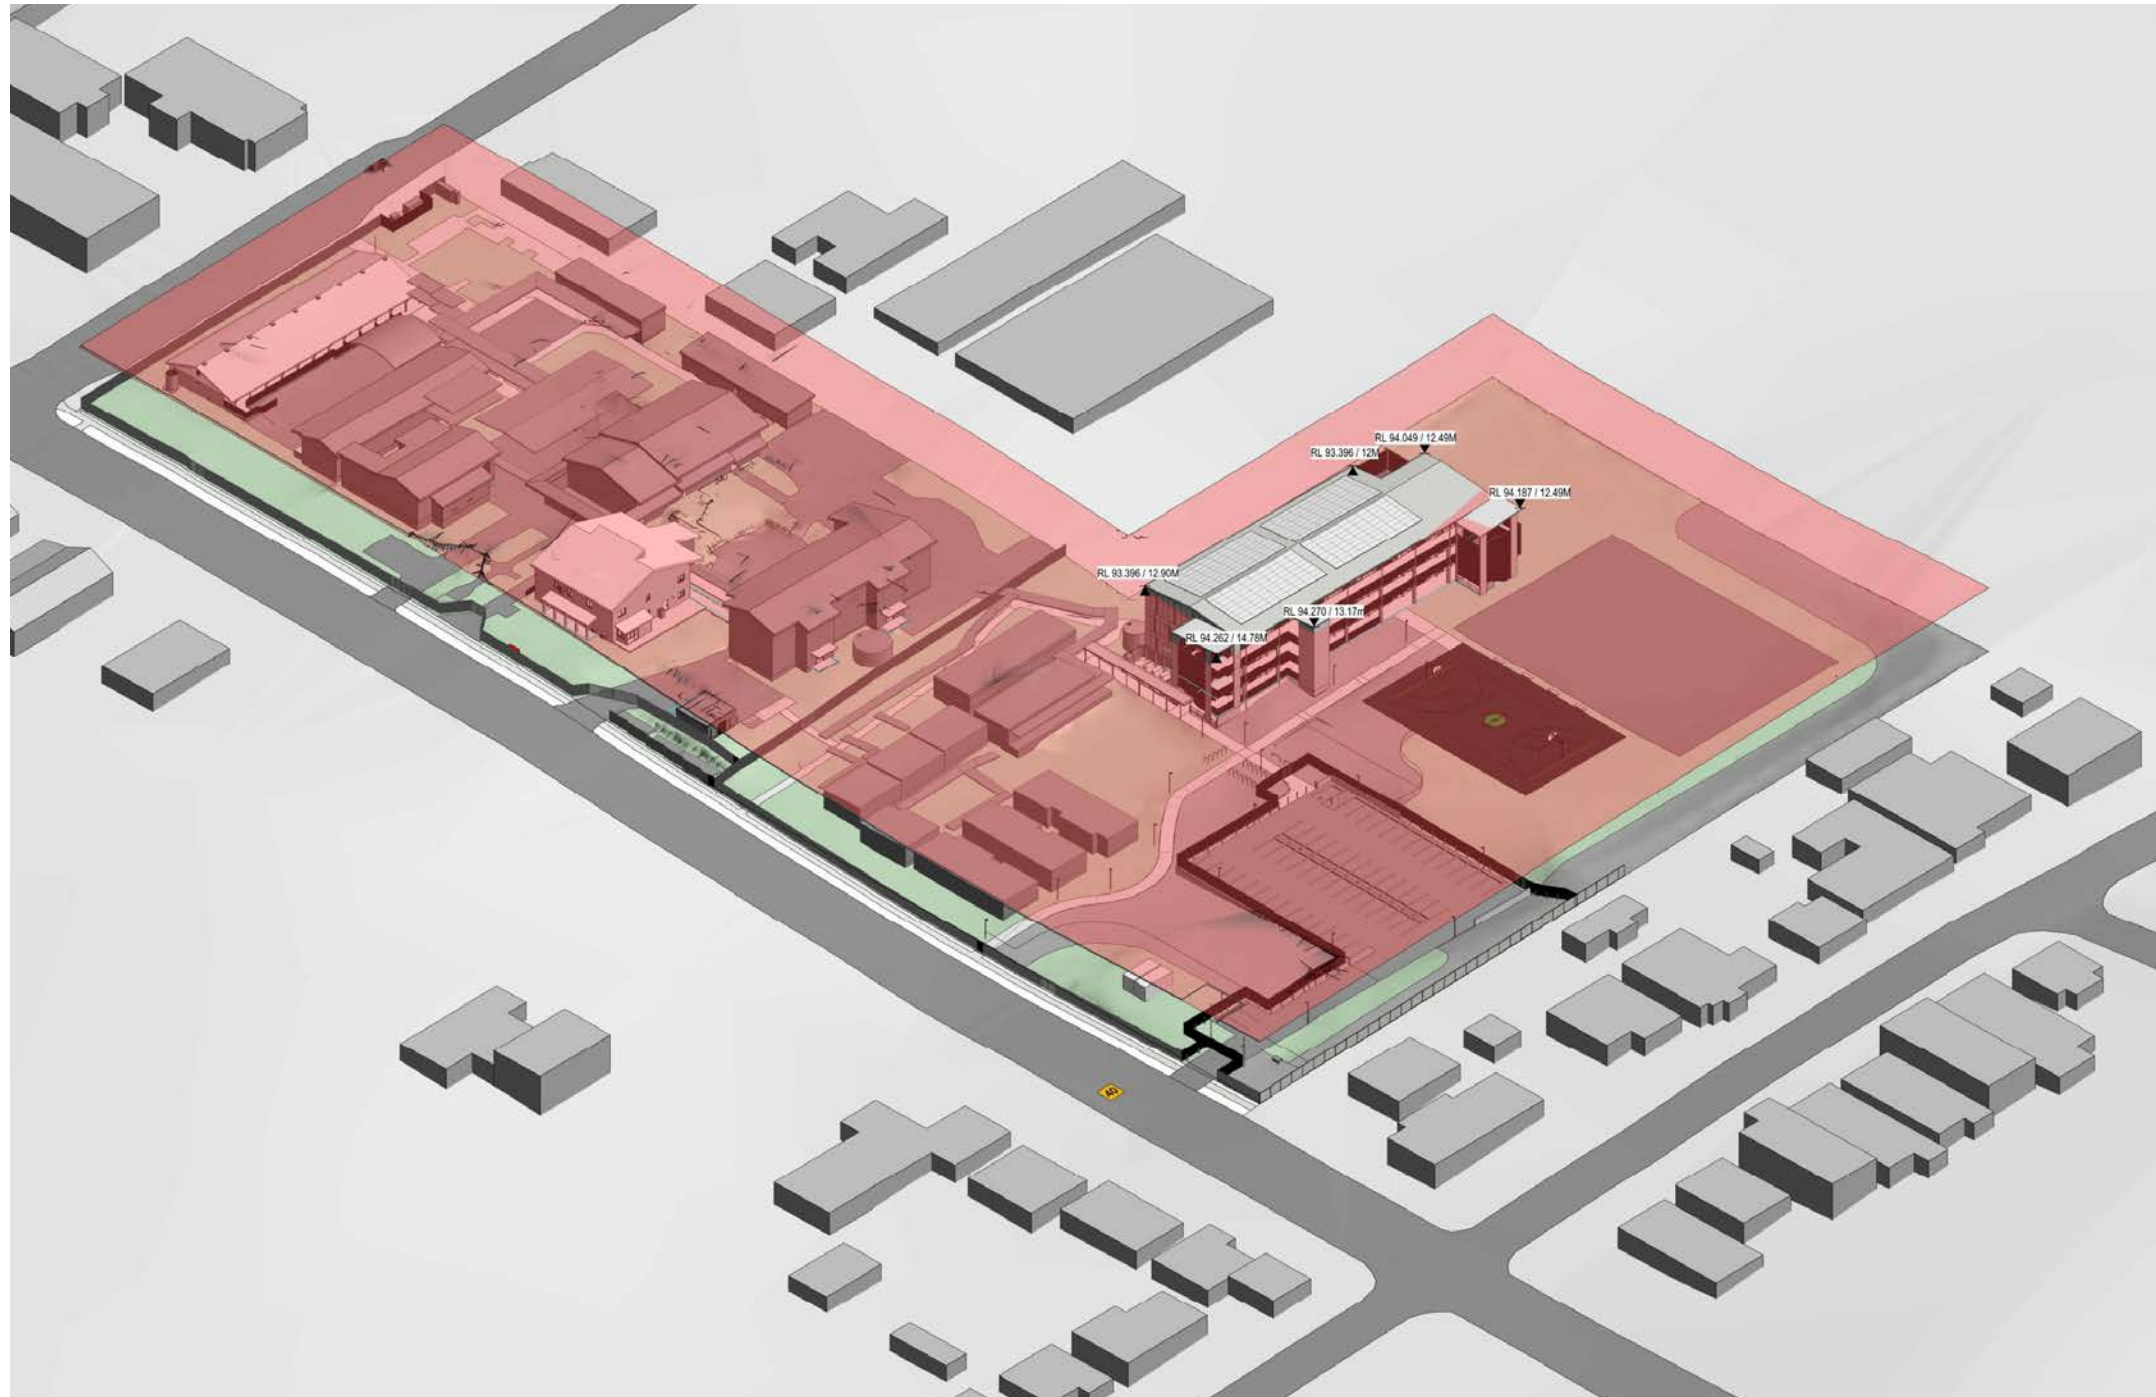 RL 94.049 / 12.49M
RL 93.396 / 12M
RL 94.187 / 12.49M
RL 93.396 / 12.90M
RL 94.270 / 13.17m
RL 94.262 / 14.78M
40